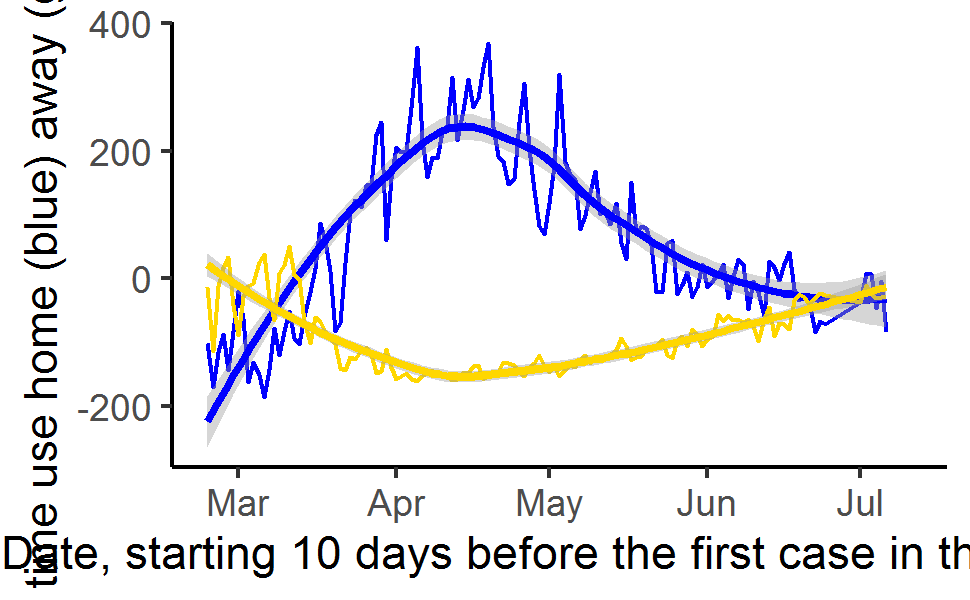 time use home (blue) away (
400
200
0
-200
Mar Apr May Jun Jul
Date, starting 10 days before the first case in th